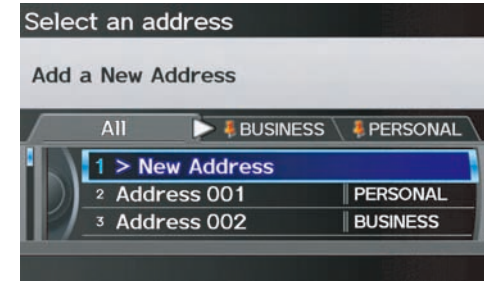 Select an address
Add a New Address
All BUSINESS PERSONAL
1 > New Address
2 Address 001 PERSONAL
3 Address 002 BUSINESS